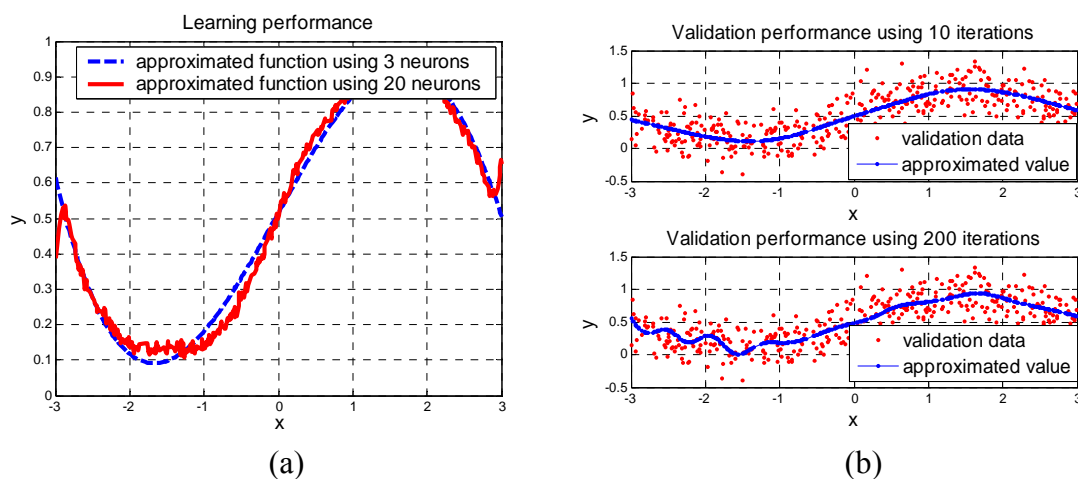 Learning performance
1
0.9
0.8
0.7
0.6
0.5
0.4
0.3
0.2
0.1
0
y
approximated function using 3 neurons
approximated function using 20 neurons
-3
-2
-1
0
1
2
3
x
(a)
Validation performance using 10 iterations
1.5
1
0.5
0
-0.5
y
validation data
approximated value
-3
-2
-1
0
1
2
3
x
Validation performance using 200 iterations
1.5
1
0.5
0
-0.5
y
validation data
approximated value
-3
-2
-1
0
1
2
3
x
(b)